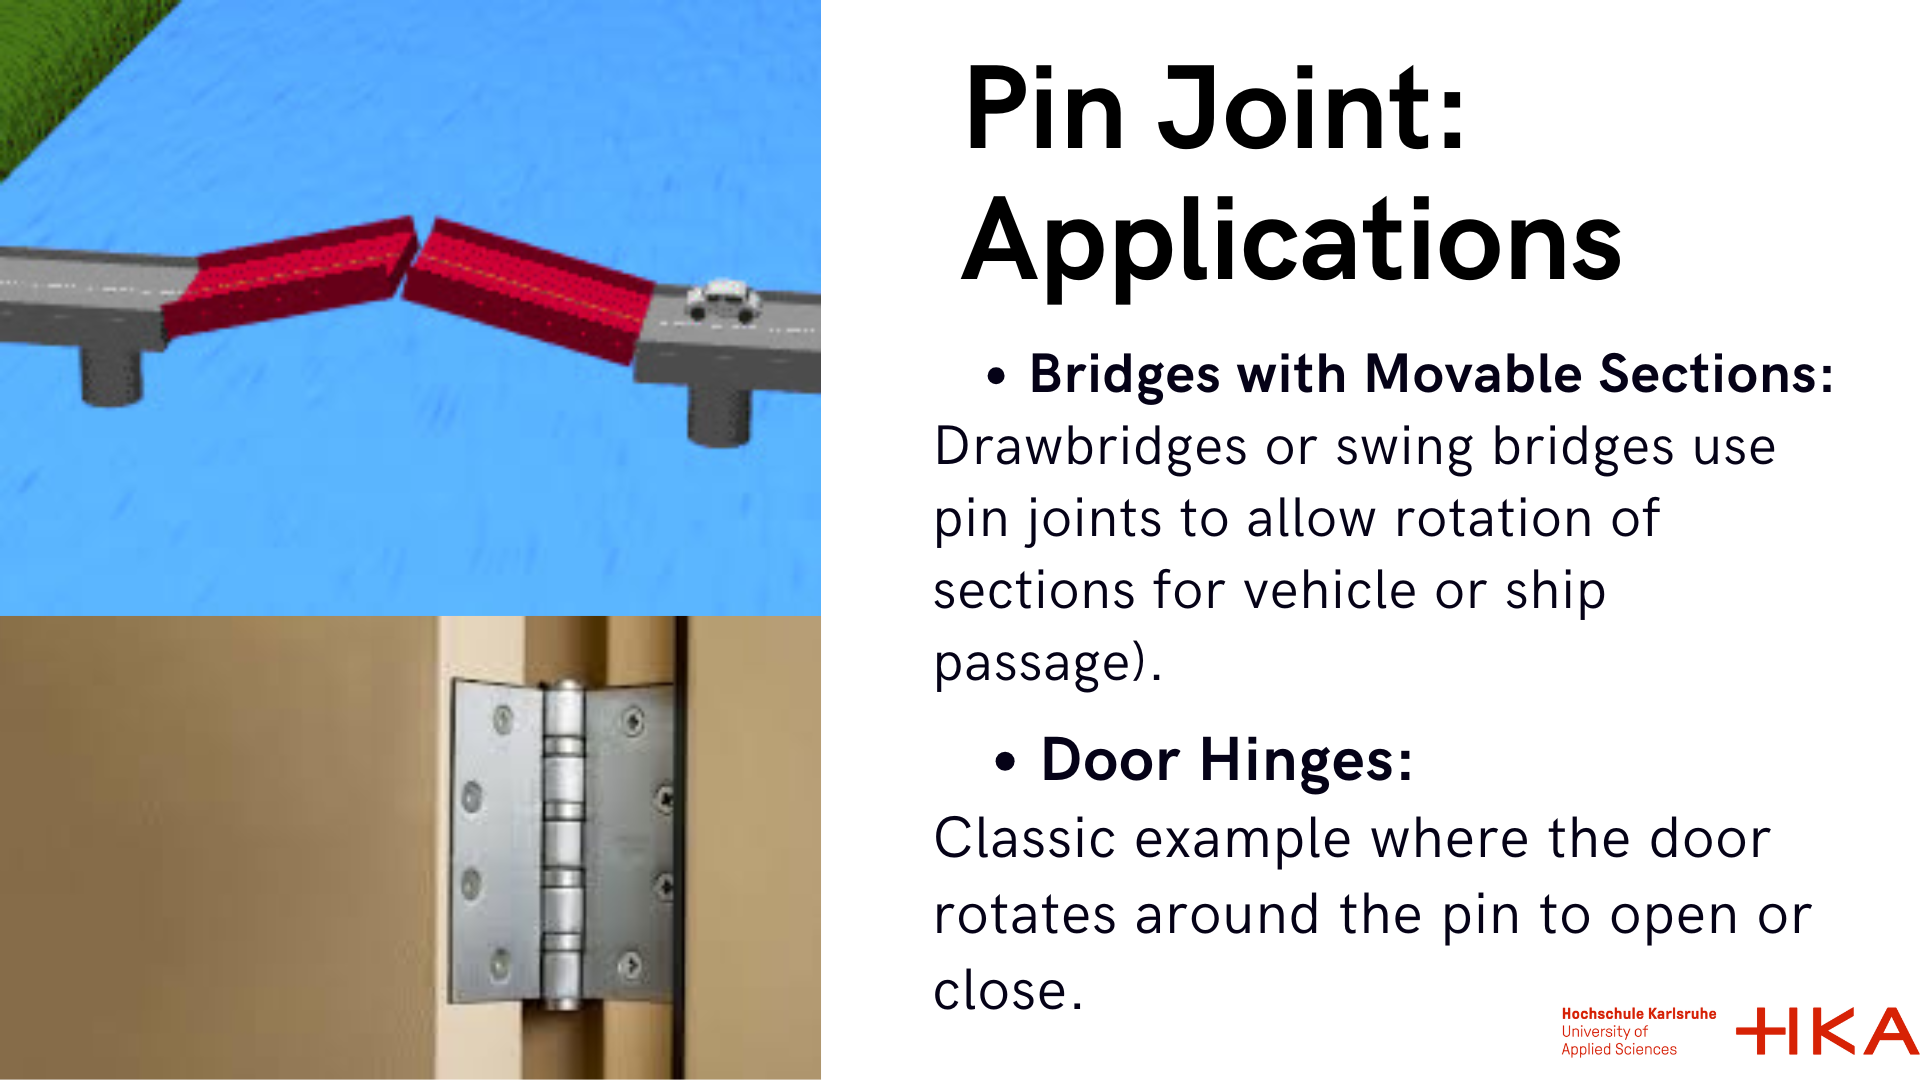 Pin Joint:
Applications
• Bridges with Movable Sections:
Drawbridges or swing bridges use
pin joints to allow rotation of
sections for vehicle or ship
passage).
• Door Hinges:
Classic example where the door
rotates around the pin to open or
close.
Hochschule Karlsruhe
University of
Applied Sciences
HKA